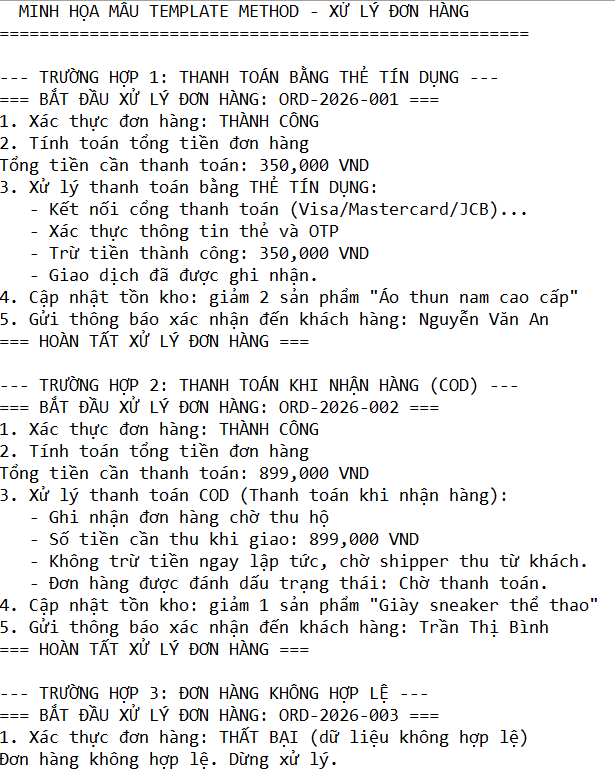 MINH HỌA MẪU TEMPLATE METHOD - XỬ LÝ ĐƠN HÀNG
=====================================================
--- TRƯỜNG HỢP 1: THANH TOÁN BẰNG THẺ TÍN DỤNG ---
=== BẮT ĐẦU XỬ LÝ ĐƠN HÀNG: ORD-2026-001 ===
1. Xác thực đơn hàng: THÀNH CÔNG
2. Tính toán tổng tiền đơn hàng
Tổng tiền cần thanh toán: 350,000 VND
3. Xử lý thanh toán bằng THẺ TÍN DỤNG:
- Kết nối cổng thanh toán (Visa/Mastercard/JCB)...
- Xác thực thông tin thẻ và OTP
- Trừ tiền thành công: 350,000 VND
- Giao dịch đã được ghi nhận.
4. Cập nhật tồn kho: giảm 2 sản phẩm "Áo thun nam cao cấp"
5. Gửi thông báo xác nhận đến khách hàng: Nguyễn Văn An
=== HOÀN TẤT XỬ LÝ ĐƠN HÀNG ===
--- TRƯỜNG HỢP 2: THANH TOÁN KHI NHẬN HÀNG (COD) ---
=== BẮT ĐẦU XỬ LÝ ĐƠN HÀNG: ORD-2026-002 ===
1. Xác thực đơn hàng: THÀNH CÔNG
2. Tính toán tổng tiền đơn hàng
Tổng tiền cần thanh toán: 899,000 VND
3. Xử lý thanh toán COD (Thanh toán khi nhận hàng):
- Ghi nhận đơn hàng chờ thu hộ
- Số tiền cần thu khi giao: 899,000 VND
- Không trừ tiền ngay lập tức, chờ shipper thu từ khách.
- Đơn hàng được đánh dấu trạng thái: Chờ thanh toán.
4. Cập nhật tồn kho: giảm 1 sản phẩm "Giày sneaker thể thao"
5. Gửi thông báo xác nhận đến khách hàng: Trần Thị Bình
=== HOÀN TẤT XỬ LÝ ĐƠN HÀNG ===
--- TRƯỜNG HỢP 3: ĐƠN HÀNG KHÔNG HỢP LỆ ---
=== BẮT ĐẦU XỬ LÝ ĐƠN HÀNG: ORD-2026-003 ===
1. Xác thực đơn hàng: THẤT BẠI (dữ liệu không hợp lệ)
Đơn hàng không hợp lệ. Dừng xử lý.